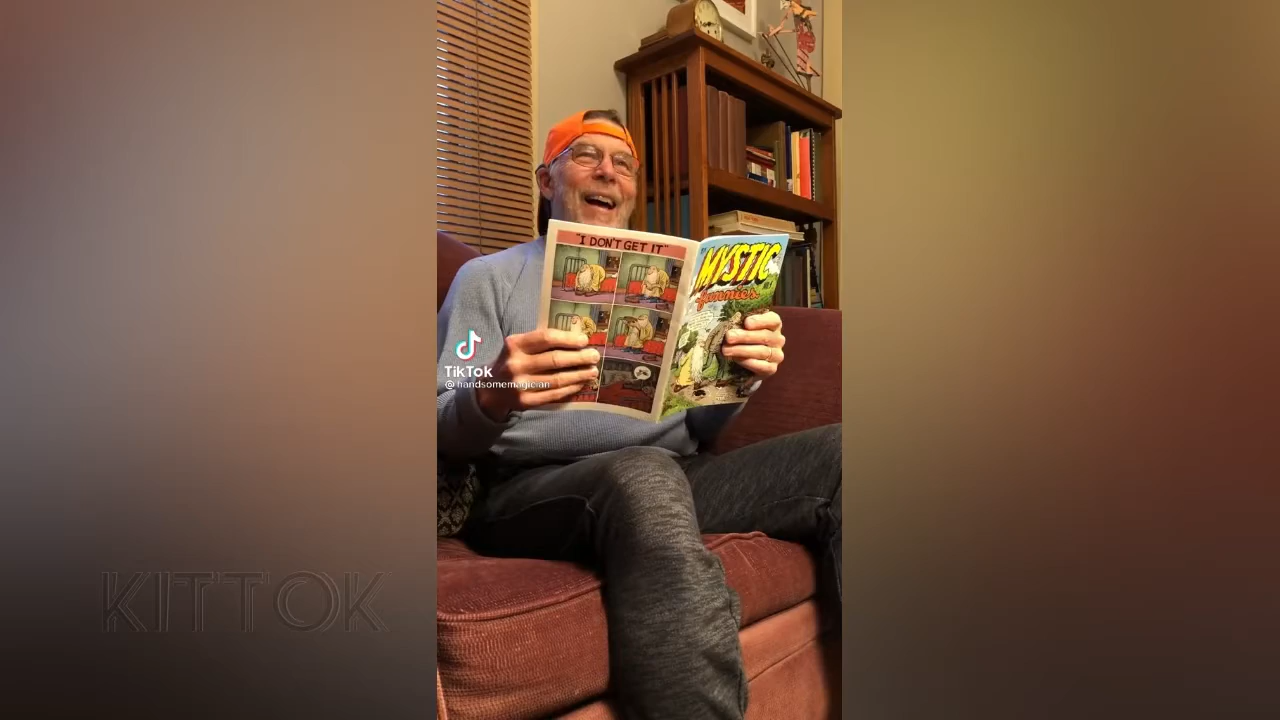 "I DON'T GET IT"
MYSTIC
funnies
TikTok
@handsomemagician
KITTOK